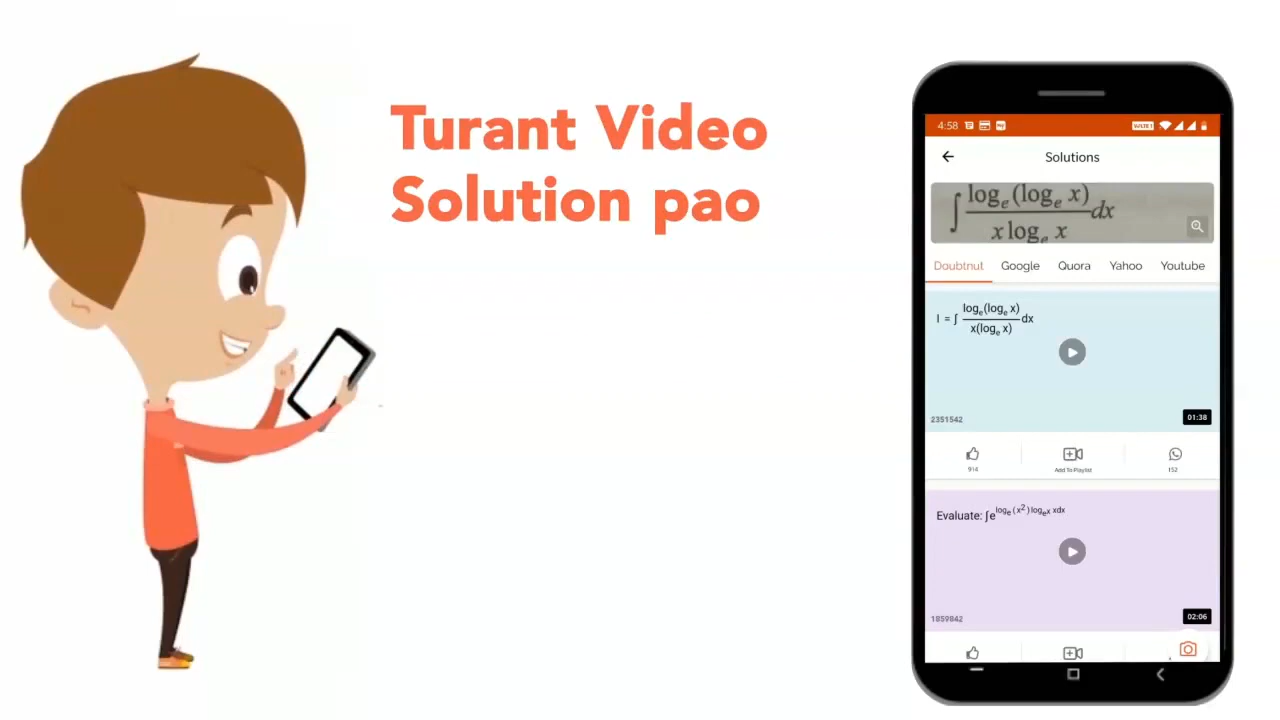 Turant Video
Solution pao
4:58
Solutions
∫ logₑ(logₑ x) / x logₑ x dx
Doubtnut Google Quora Yahoo Youtube
I = ∫ logₑ(logₑ x) / x(logₑ x) dx
2351542
01:38
914
Add To Playlist
152
Evaluate: ∫e^logₑ(x²)logₑx xdx
1859842
02:06